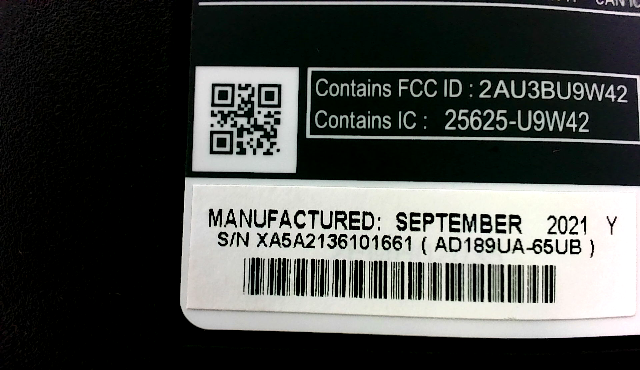 Contains FCC ID : 2AU3BU9W42
Contains IC : 25625-U9W42
MANUFACTURED: SEPTEMBER 2021 Y
S/N XA5A2136101661 ( AD189UA-65UB )